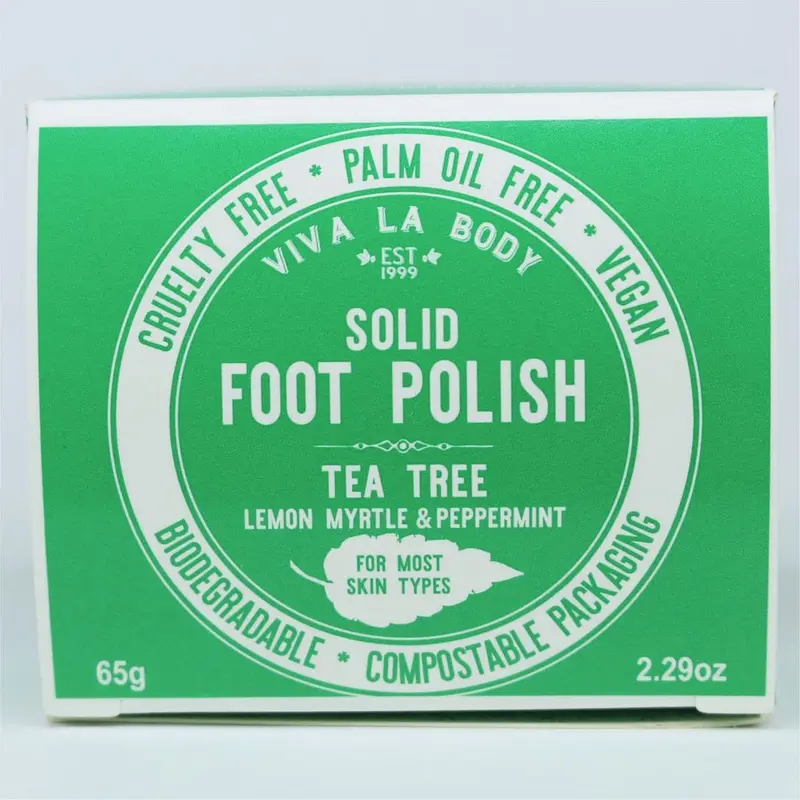 CRUELTY FREE * PALM OIL FREE * VEGAN
VIVA LA BODY
EST
1999
SOLID
FOOT POLISH
TEA TREE
LEMON MYRTLE & PEPPERMINT
FOR MOST
SKIN TYPES
BIODEGRADABLE * COMPOSTABLE PACKAGING
65g
2.29oz